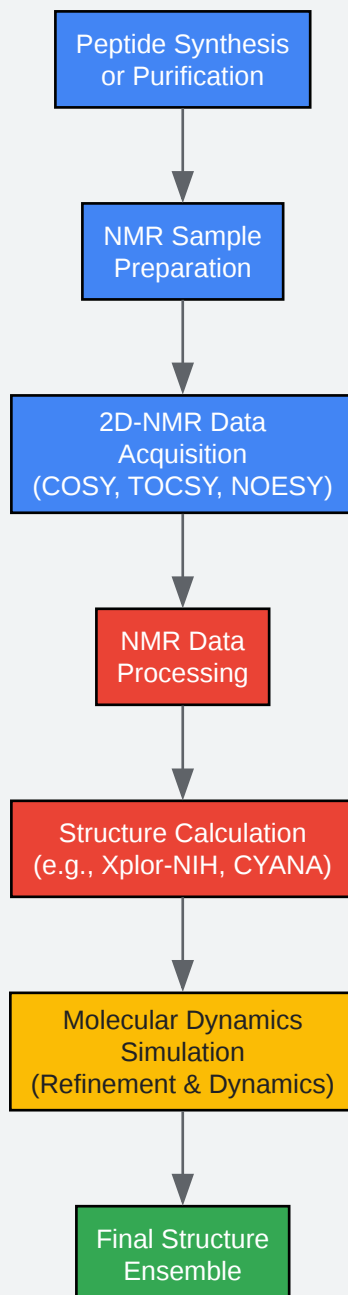 Peptide Synthesis
or Purification
NMR Sample
Preparation
2D-NMR Data
Acquisition
(COSY, TOCSY, NOESY)
NMR Data
Processing
Structure Calculation
(e.g., Xplor-NIH, CYANA)
Molecular Dynamics
Simulation
(Refinement & Dynamics)
Final Structure
Ensemble